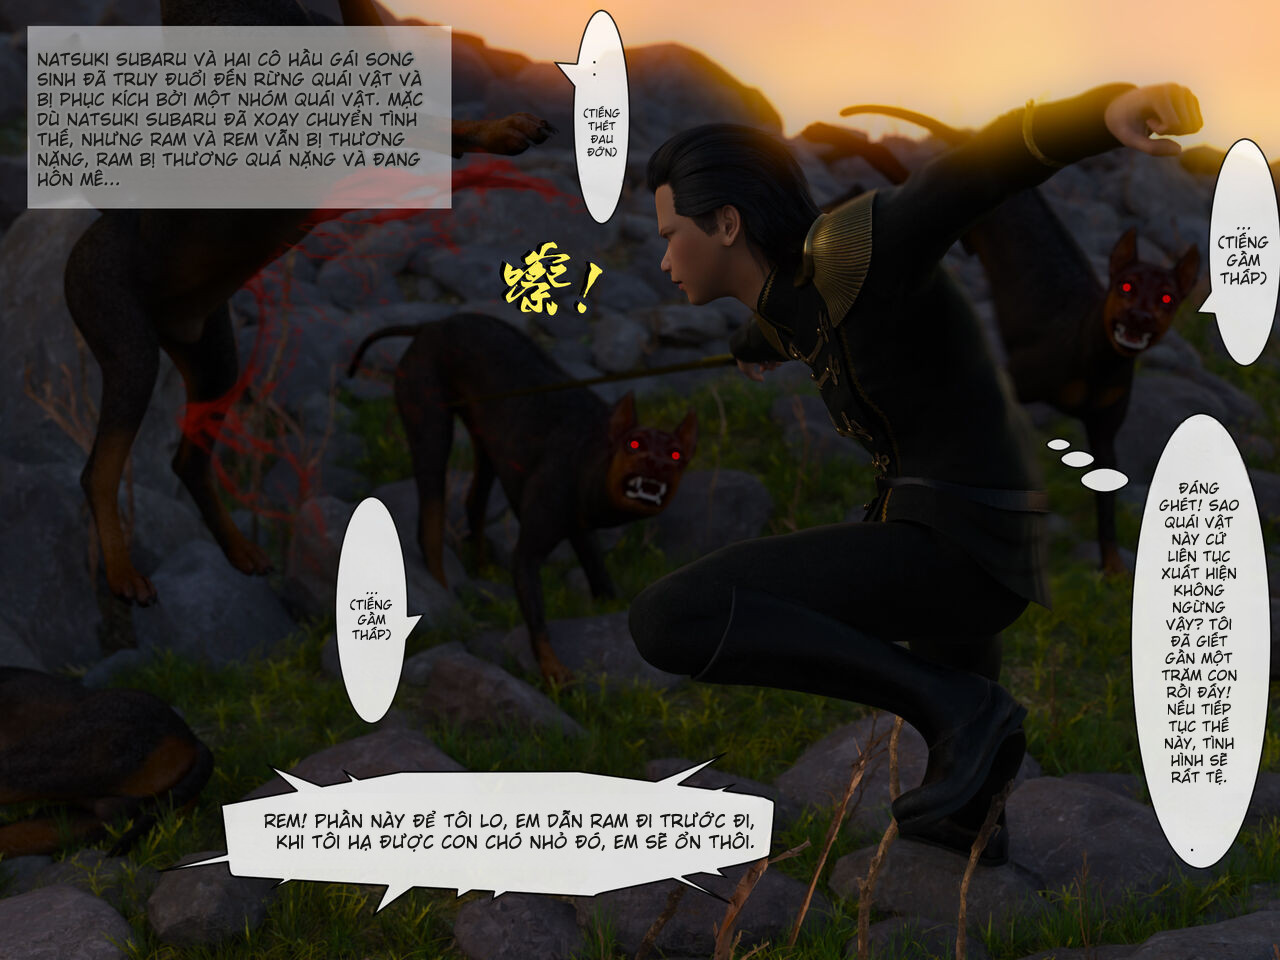 NATSUKI SUBARU VÀ HAI CÔ HẦU GÁI SONG
SINH ĐÃ TRUY ĐUỔI ĐẾN RỪNG QUÁI VẬT VÀ
BỊ PHỤC KÍCH BỞI MỘT NHÓM QUÁI VẬT. MẶC
DÙ NATSUKI SUBARU ĐÃ XOAY CHUYỂN TÌNH
THẾ, NHƯNG RAM VÀ REM VẪN BỊ THƯƠNG
NẶNG, RAM BỊ THƯƠNG QUÁ NẶNG VÀ ĐANG
HÔN MÊ...
:
(TIẾNG
THÉT
ĐAU
ĐỚN)
嚓!
...
(TIẾNG
GẦM
THẤP)
...
(TIẾNG
GẦM
THẤP)
ĐÁNG
GHÉT! SAO
QUÁI VẬT
NÀY CỨ
LIÊN TỤC
XUẤT HIỆN
KHÔNG
NGỪNG
VẬY? TÔI
ĐÃ GIẾT
GẦN MỘT
TRĂM CON
RỒI ĐẤY!
NẾU TIẾP
TỤC THẾ
NÀY, TÌNH
HÌNH SẼ
RẤT TỆ.
.
REM! PHẦN NÀY ĐỂ TÔI LO, EM DẪN RAM ĐI TRƯỚC ĐI,
KHI TÔI HẠ ĐƯỢC CON CHÓ NHỎ ĐÓ, EM SẼ ỔN THÔI.